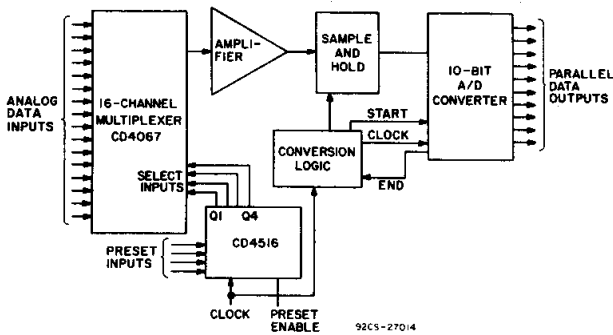 ANALOG
DATA
INPUTS
16-CHANNEL
MULTIPLEXER
CD4067
SELECT
INPUTS
AMPLI-
FIER
SAMPLE
AND
HOLD
10-BIT
A/D
CONVERTER
PARALLEL
DATA
OUTPUTS
START
CLOCK
END
CONVERSION
LOGIC
Q1 Q4
CD4516
PRESET
INPUTS
CLOCK
PRESET
ENABLE
92CS-27014